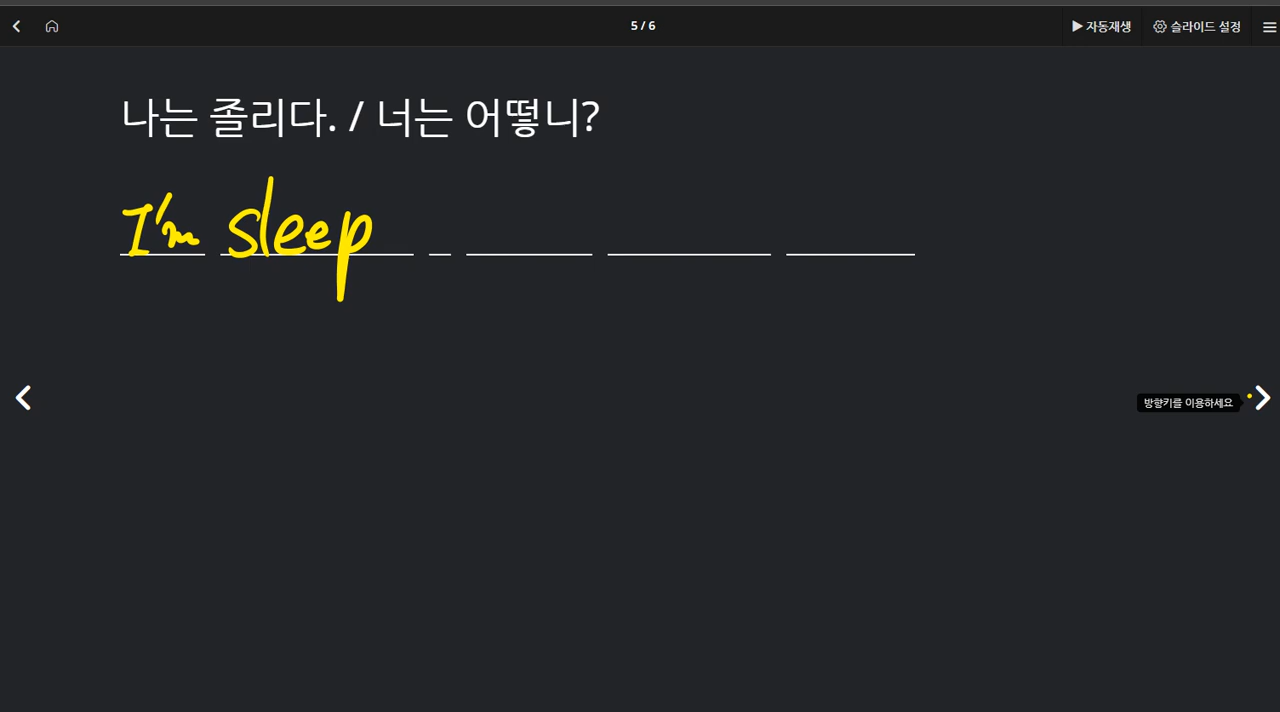 5 / 6
자동재생
슬라이드 설정
나는 졸리다. / 너는 어떻니?
I'm sleep
방향키를 이용하세요